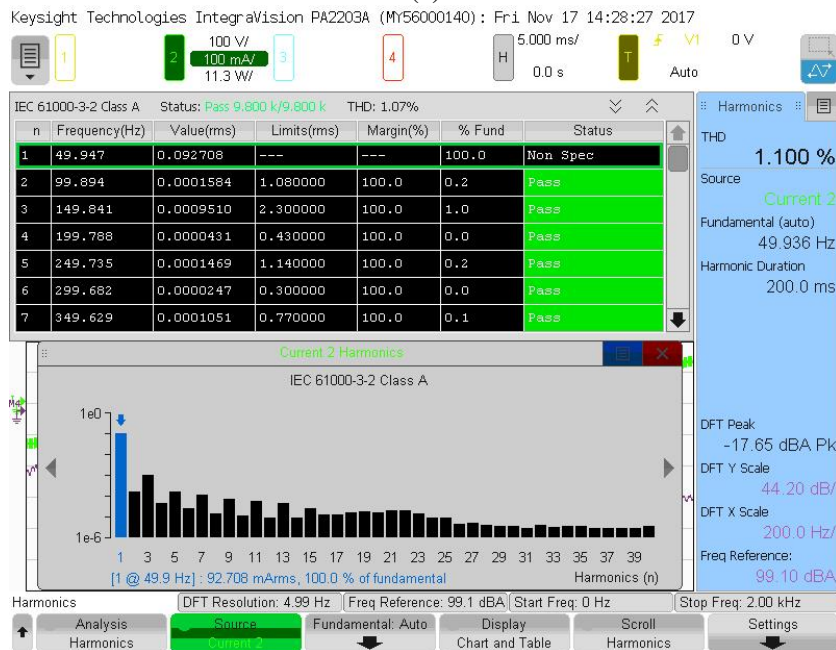 Keysight Technologies IntegraVision PA2203A (MY56000140): Fri Nov 17 14:28:27 2017
1
2
100 V/
100 mA/
11.3 W/
3
4
H
5.000 ms/
0.0 s
T
V1
0 V
Auto
IEC 61000-3-2 Class A Status: Pass 9.800 k/9.800 k THD: 1.07%
n Frequency(Hz) Value(rms) Limits(rms) Margin(%) % Fund Status
1 49.947 0.092708 --- --- 100.0 Non Spec
2 99.894 0.0001584 1.080000 100.0 0.2 Pass
3 149.841 0.0009510 2.300000 100.0 1.0 Pass
4 199.788 0.0000431 0.430000 100.0 0.0 Pass
5 249.735 0.0001469 1.140000 100.0 0.2 Pass
6 299.682 0.0000247 0.300000 100.0 0.0 Pass
7 349.629 0.0001051 0.770000 100.0 0.1 Pass
Harmonics
THD
1.100 %
Source
Current 2
Fundamental (auto)
49.936 Hz
Harmonic Duration
200.0 ms
DFT Peak
-17.65 dBA Pk
DFT Y Scale
44.20 dB/
DFT X Scale
200.0 Hz/
Freq Reference:
99.10 dBA
Current 2 Harmonics
IEC 61000-3-2 Class A
1e0
1e-6
1 3 5 7 9 11 13 15 17 19 21 23 25 27 29 31 33 35 37 39
[1 @ 49.9 Hz] : 92.708 mArms, 100.0 % of fundamental
Harmonics (n)
Harmonics
DFT Resolution: 4.99 Hz
Freq Reference: 99.1 dBA
Start Freq: 0 Hz
Stop Freq: 2.00 kHz
Analysis
Harmonics
Source
Current 2
Fundamental: Auto
Display
Chart and Table
Scroll
Harmonics
Settings